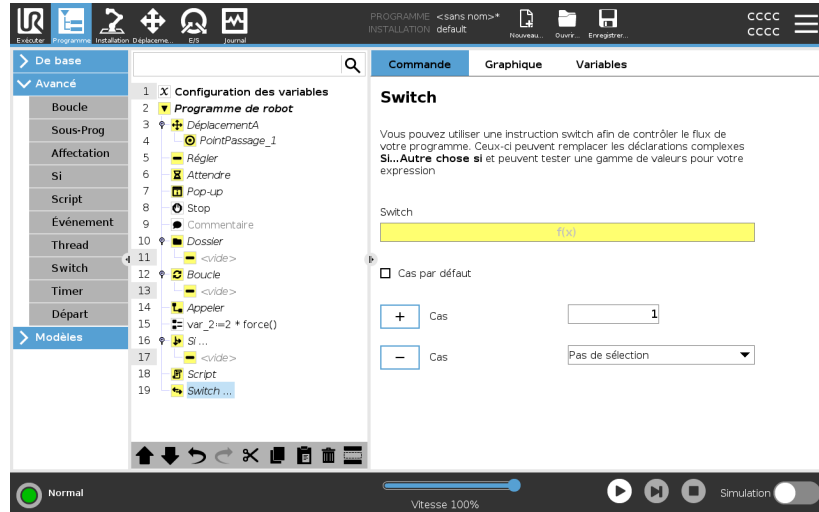 UR
PROGRAMME <sans nom>*
INSTALLATION default
CCCC
CCCC
Exécuter Programme Installation Déplaceme... E/S Journal
Nouveau... Ouvrir... Enregistrer...
De base
Avancé
Boucle
Sous-Prog
Affectation
Si
Script
Événement
Thread
Switch
Timer
Départ
Modèles
1 X Configuration des variables
2 Programme de robot
3 DéplacementA
4 PointPassage_1
5 Régler
6 Attendre
7 Pop-up
8 Stop
9 Commentaire
10 Dossier
11 <vide>
12 Boucle
13 <vide>
14 Appeler
15 var_2:=2 * force()
16 Si ...
17 <vide>
18 Script
19 Switch ...
Commande Graphique Variables
Switch
Vous pouvez utiliser une instruction switch afin de contrôler le flux de
votre programme. Ceux-ci peuvent remplacer les déclarations complexes
Si...Autre chose si et peuvent tester une gamme de valeurs pour votre
expression
Switch
f(x)
Cas par défaut
+ Cas 1
− Cas Pas de sélection
Normal
Vitesse 100%
Simulation